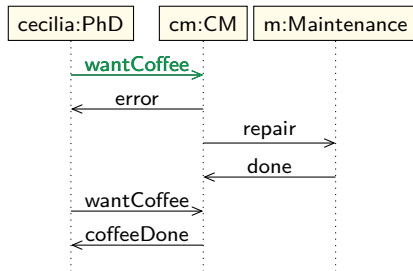 cecilia:PhD cm:CM m:Maintenance
wantCoffee
error
repair
done
wantCoffee
coffeeDone